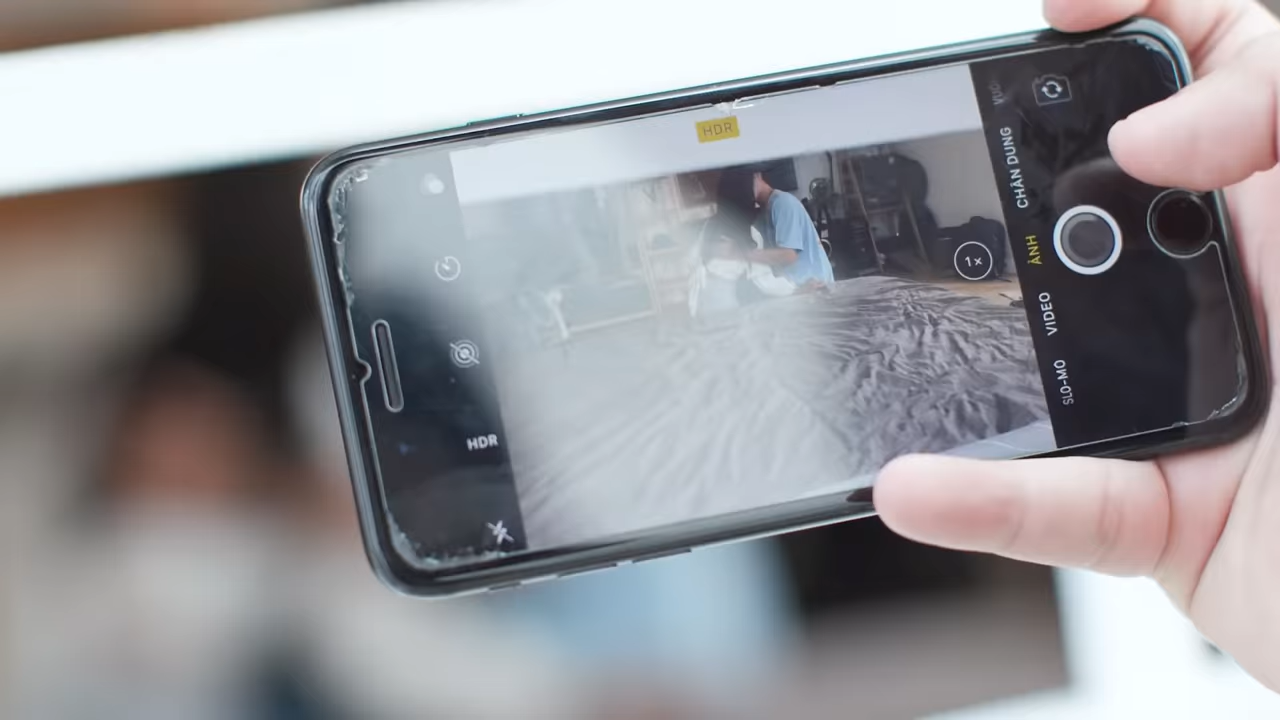 HDR
HDR
1×
CHÂN DUNG
ẢNH
VIDEO
SLO-MO